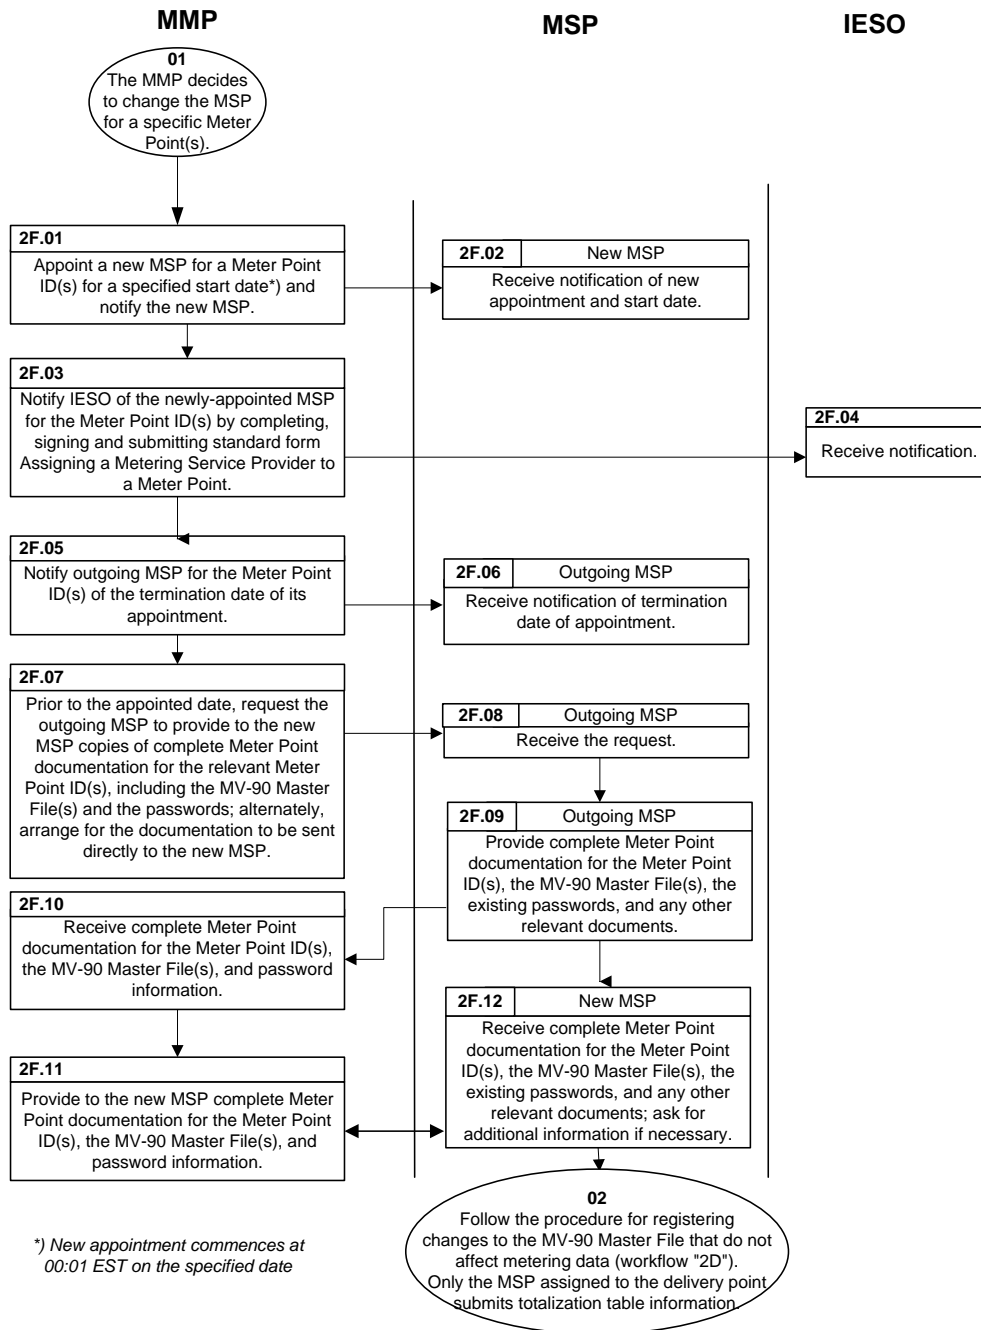 MMP
MSP
IESO
01
The MMP decides
to change the MSP
for a specific Meter
Point(s).
2F.01
Appoint a new MSP for a Meter Point
ID(s) for a specified start date*) and
notify the new MSP.
2F.02
New MSP
Receive notification of new
appointment and start date.
2F.03
Notify IESO of the newly-appointed MSP
for the Meter Point ID(s) by completing,
signing and submitting standard form
Assigning a Metering Service Provider to
a Meter Point.
2F.04
Receive notification.
2F.05
Notify outgoing MSP for the Meter Point
ID(s) of the termination date of its
appointment.
2F.06
Outgoing MSP
Receive notification of termination
date of appointment.
2F.07
Prior to the appointed date, request the
outgoing MSP to provide to the new
MSP copies of complete Meter Point
documentation for the relevant Meter
Point ID(s), including the MV-90 Master
File(s) and the passwords; alternately,
arrange for the documentation to be sent
directly to the new MSP.
2F.08
Outgoing MSP
Receive the request.
2F.09
Outgoing MSP
Provide complete Meter Point
documentation for the Meter Point
ID(s), the MV-90 Master File(s), the
existing passwords, and any other
relevant documents.
2F.10
Receive complete Meter Point
documentation for the Meter Point ID(s),
the MV-90 Master File(s), and password
information.
2F.11
Provide to the new MSP complete Meter
Point documentation for the Meter Point
ID(s), the MV-90 Master File(s), and
password information.
2F.12
New MSP
Receive complete Meter Point
documentation for the Meter Point
ID(s), the MV-90 Master File(s), the
existing passwords, and any other
relevant documents; ask for
additional information if necessary.
02
Follow the procedure for registering
changes to the MV-90 Master File that do not
affect metering data (workflow "2D").
Only the MSP assigned to the delivery point
submits totalization table information.
*) New appointment commences at
00:01 EST on the specified date